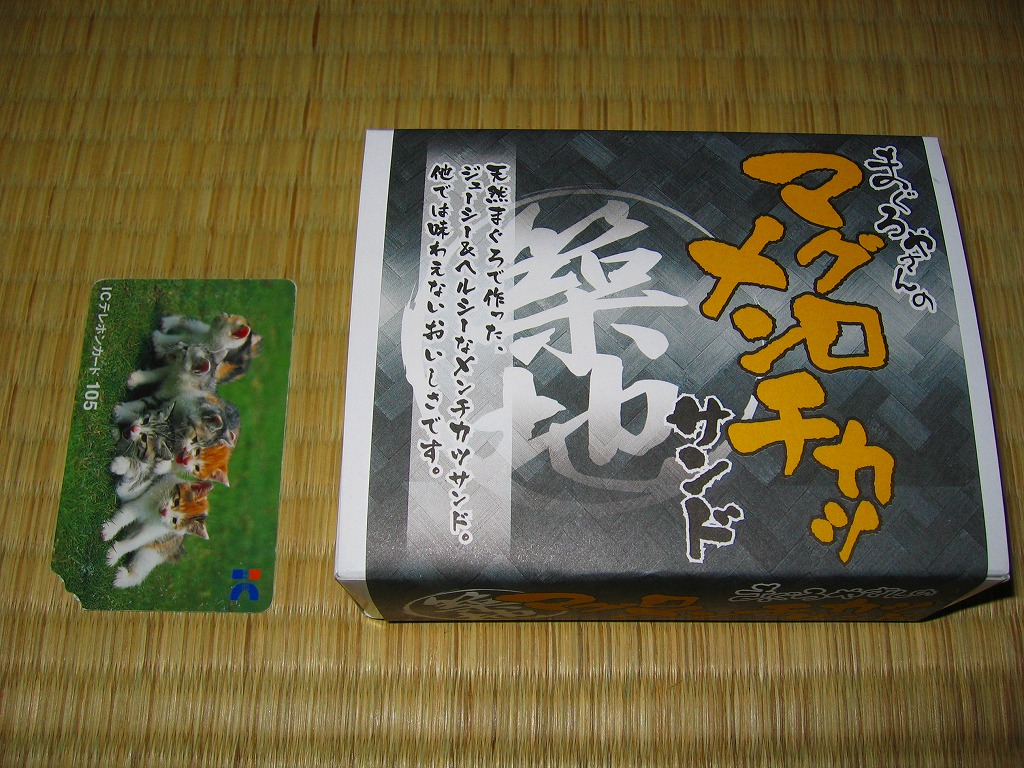 まぐろやさんの
マグロ
メンチカツ
サンド
築地
天然まぐろで作った、
ジューシー&ヘルシーなメンチカツサンド。
他では味わえないおいしさです。
ICテレホンカード 105
IC